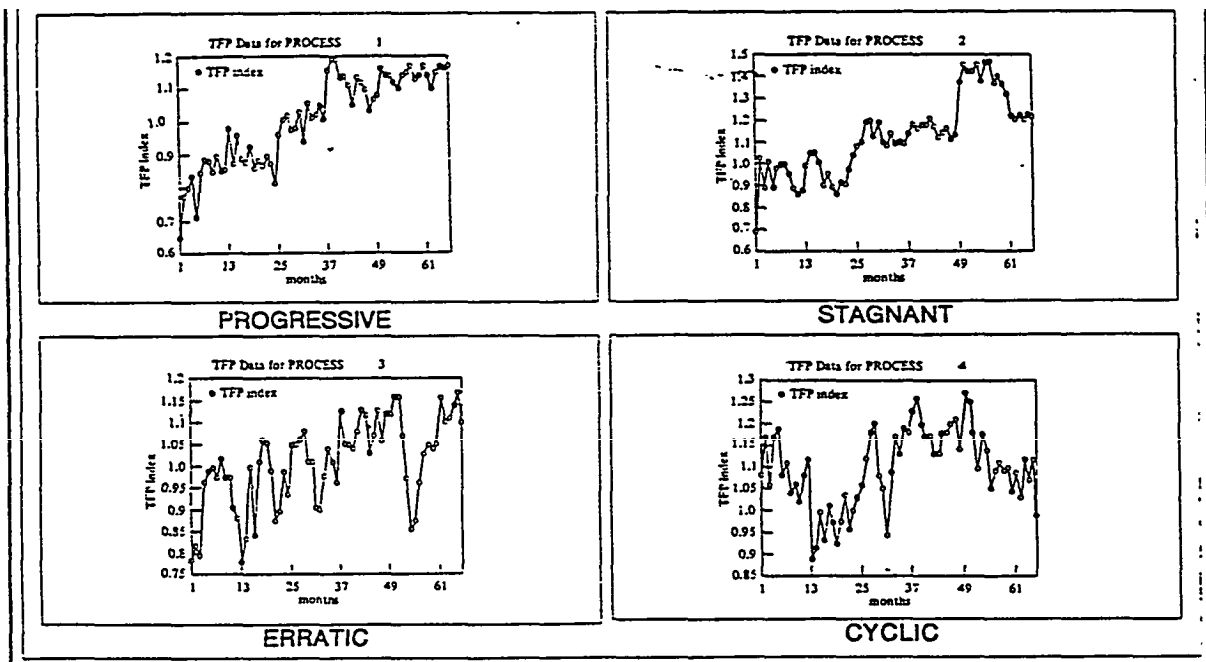 TFP Data for PROCESS 1
1.2
1.1
1.0
0.9
0.8
0.7
0.6
TFP Index
TFP index
1 13 25 37 49 61
months
PROGRESSIVE
TFP Data for PROCESS 2
1.5
1.4
1.3
1.2
1.1
1.0
0.9
0.8
0.7
0.6
TFP Index
TFP index
1 13 25 37 49 61
months
STAGNANT
TFP Data for PROCESS 3
1.2
1.15
1.1
1.05
1.0
0.95
0.9
0.85
0.8
0.75
TFP Index
TFP index
1 13 25 37 49 61
months
ERRATIC
TFP Data for PROCESS 4
1.3
1.25
1.2
1.15
1.1
1.05
1.0
0.95
0.9
0.85
TFP Index
TFP index
1 13 25 37 49 61
months
CYCLIC